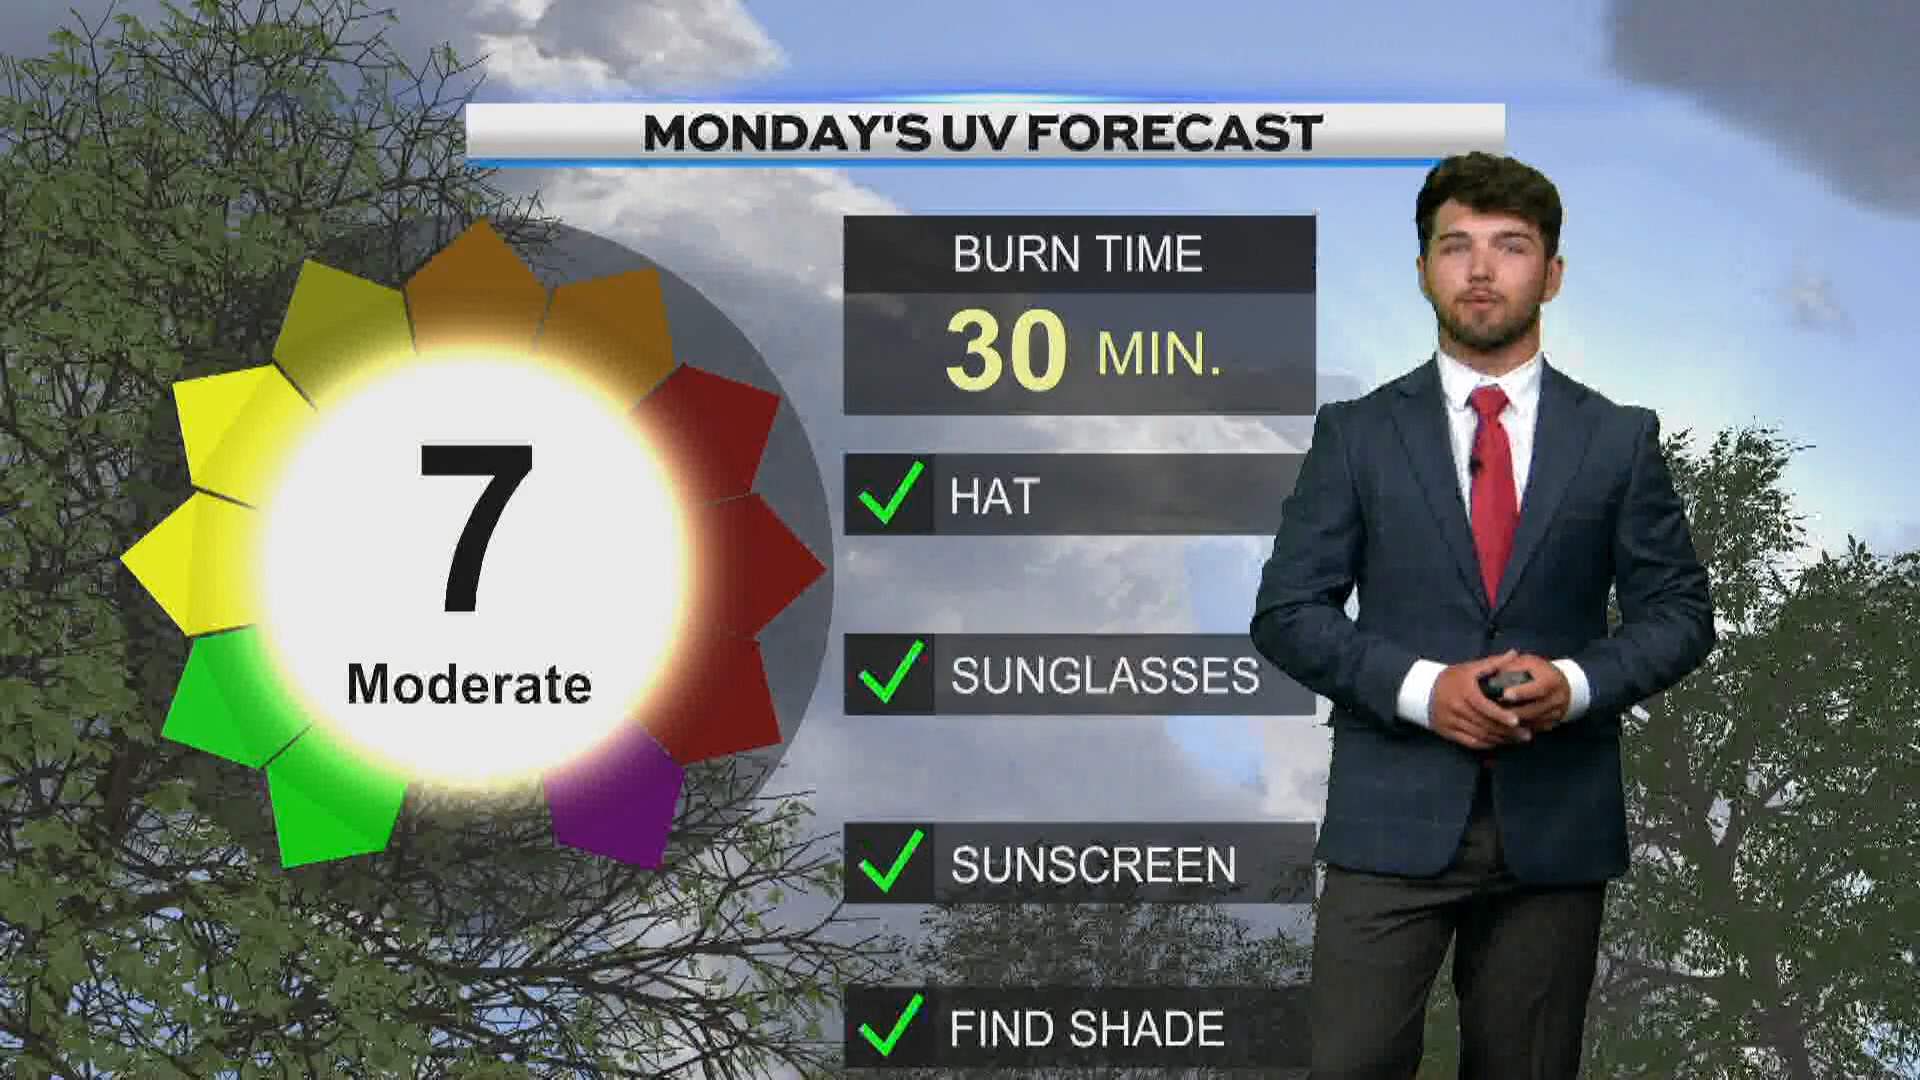 MONDAY'S UV FORECAST
7
Moderate
BURN TIME
30 MIN.
HAT
SUNGLASSES
SUNSCREEN
FIND SHADE